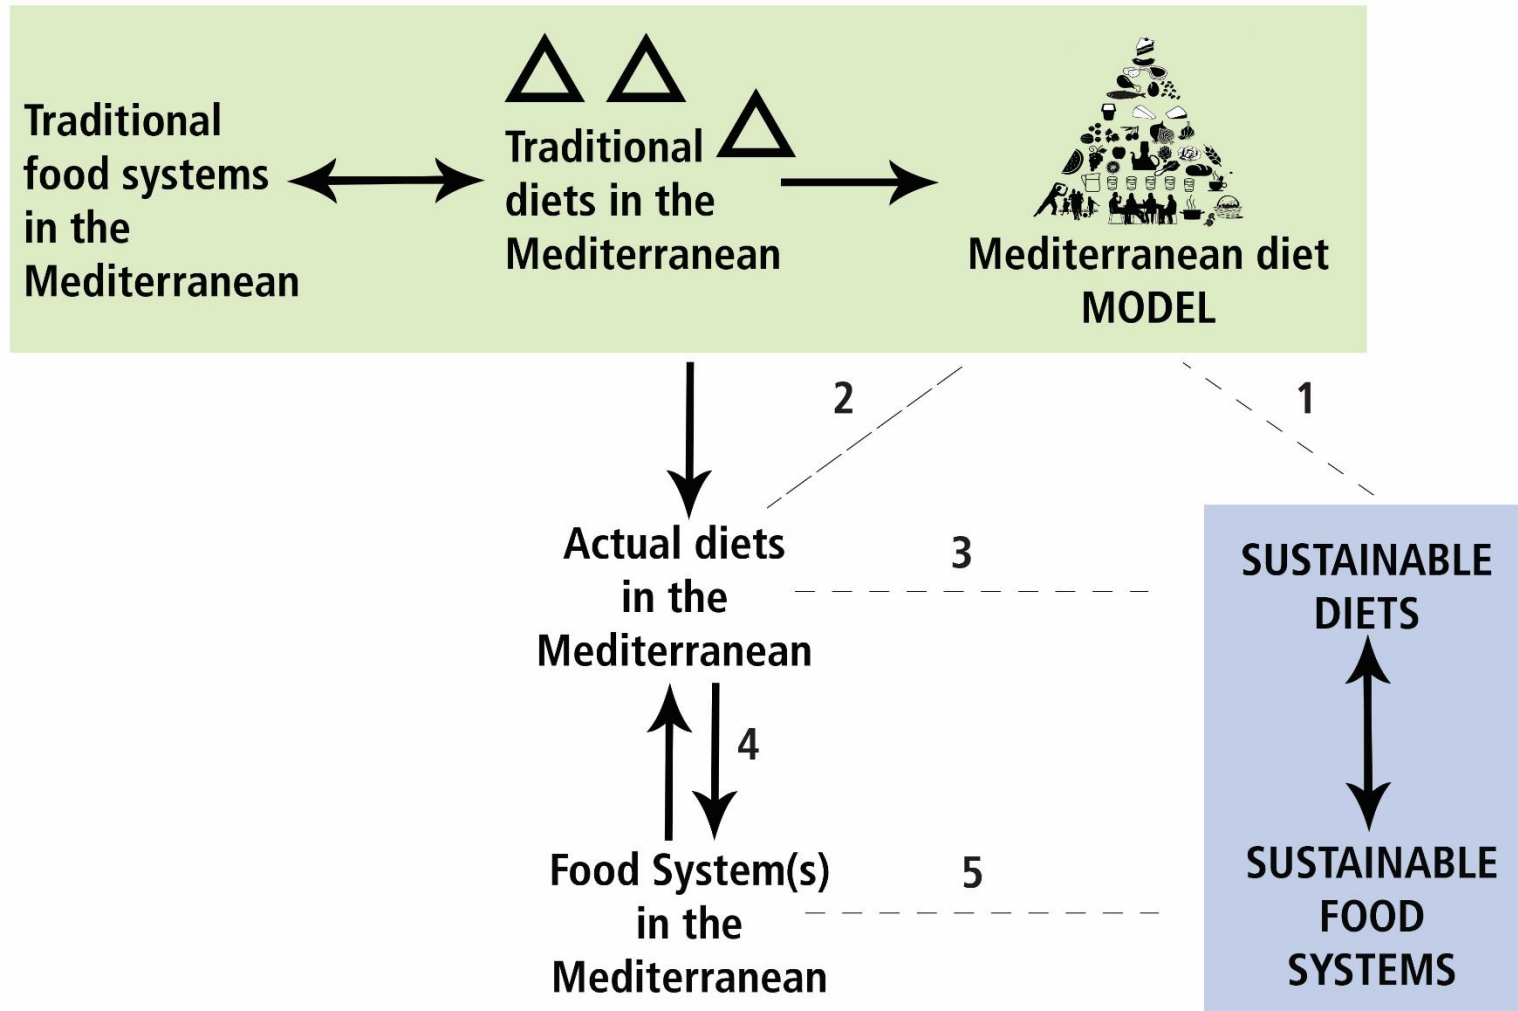 Traditional
food systems
in the
Mediterranean
Traditional
diets in the
Mediterranean
Mediterranean diet
MODEL
2
1
Actual diets
in the
Mediterranean
3
SUSTAINABLE
DIETS
4
Food System(s)
in the
Mediterranean
5
SUSTAINABLE
FOOD
SYSTEMS